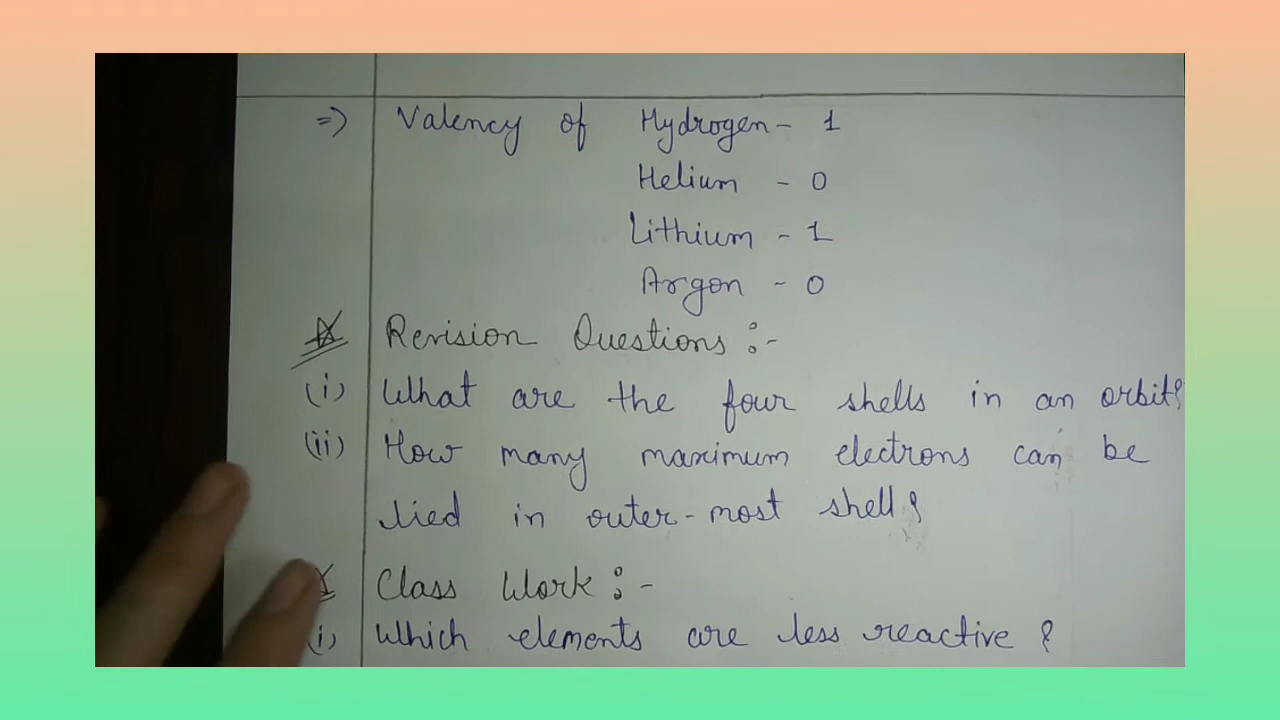 => Valency of Hydrogen - 1
Helium - 0
Lithium - 1
Argon - 0
Revision Questions :-
(i) What are the four shells in an orbit?
(ii) How many maximum electrons can be
lied in outer-most shell?
Class Work :-
(i) Which elements are less reactive ?